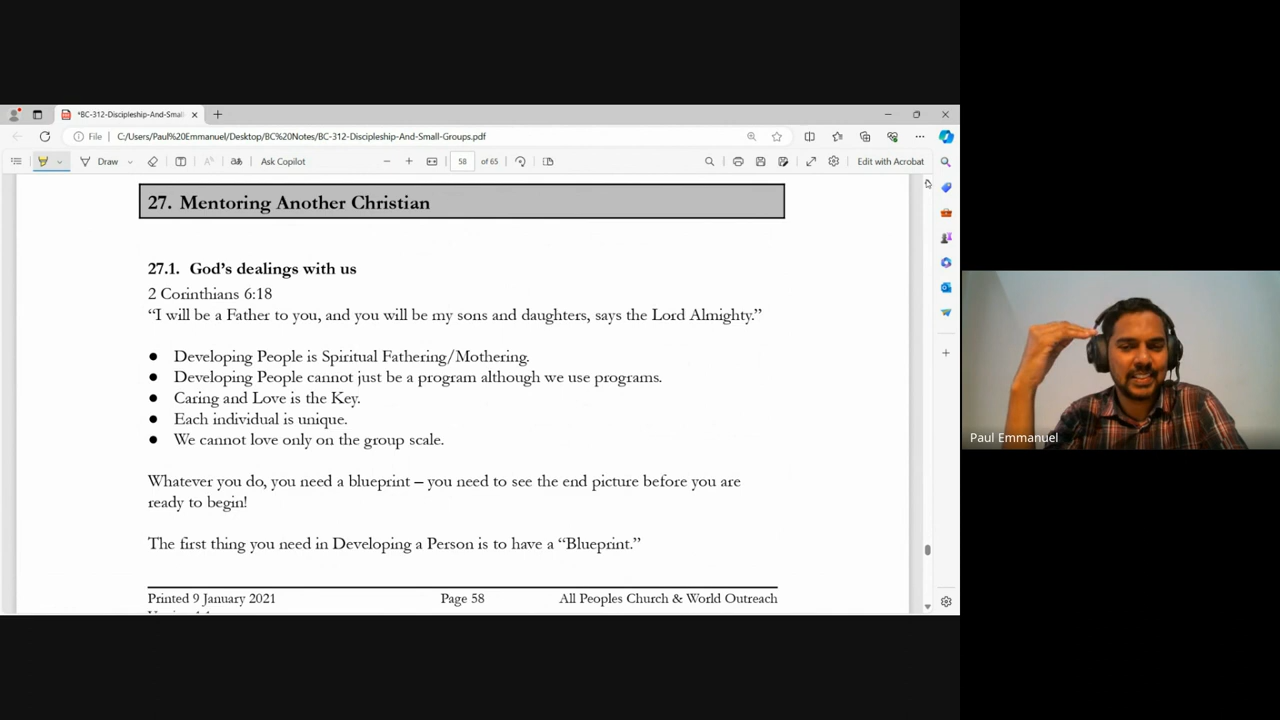 *BC-312-Discipleship-And-Small
File
C:/Users/Paul%20Emmanuel/Desktop/BC%20Notes/BC-312-Discipleship-And-Small-Groups.pdf
Draw
Ask Copilot
58 of 65
Edit with Acrobat
27. Mentoring Another Christian
27.1. God’s dealings with us
2 Corinthians 6:18
“I will be a Father to you, and you will be my sons and daughters, says the Lord Almighty.”
● Developing People is Spiritual Fathering/Mothering.
● Developing People cannot just be a program although we use programs.
● Caring and Love is the Key.
● Each individual is unique.
● We cannot love only on the group scale.
Whatever you do, you need a blueprint – you need to see the end picture before you are
ready to begin!
The first thing you need in Developing a Person is to have a “Blueprint.”
Printed 9 January 2021 Page 58 All Peoples Church & World Outreach
Paul Emmanuel